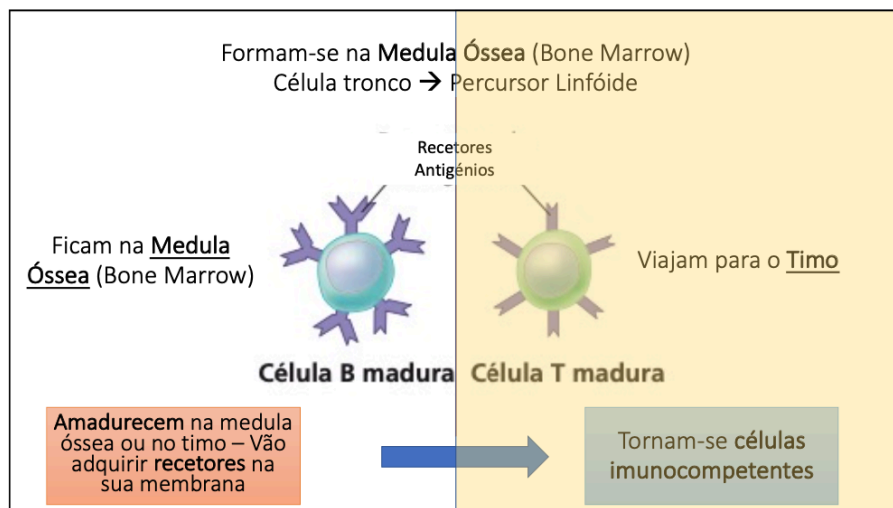 Formam-se na Medula Óssea (Bone Marrow)
Célula tronco → Percursor Linfóide
Recetores
Antigénios
Ficam na Medula
Óssea (Bone Marrow)
Viajam para o Timo
Célula B madura
Célula T madura
Amadurecem na medula
óssea ou no timo – Vão
adquirir recetores na
sua membrana
Tornam-se células
imunocompetentes